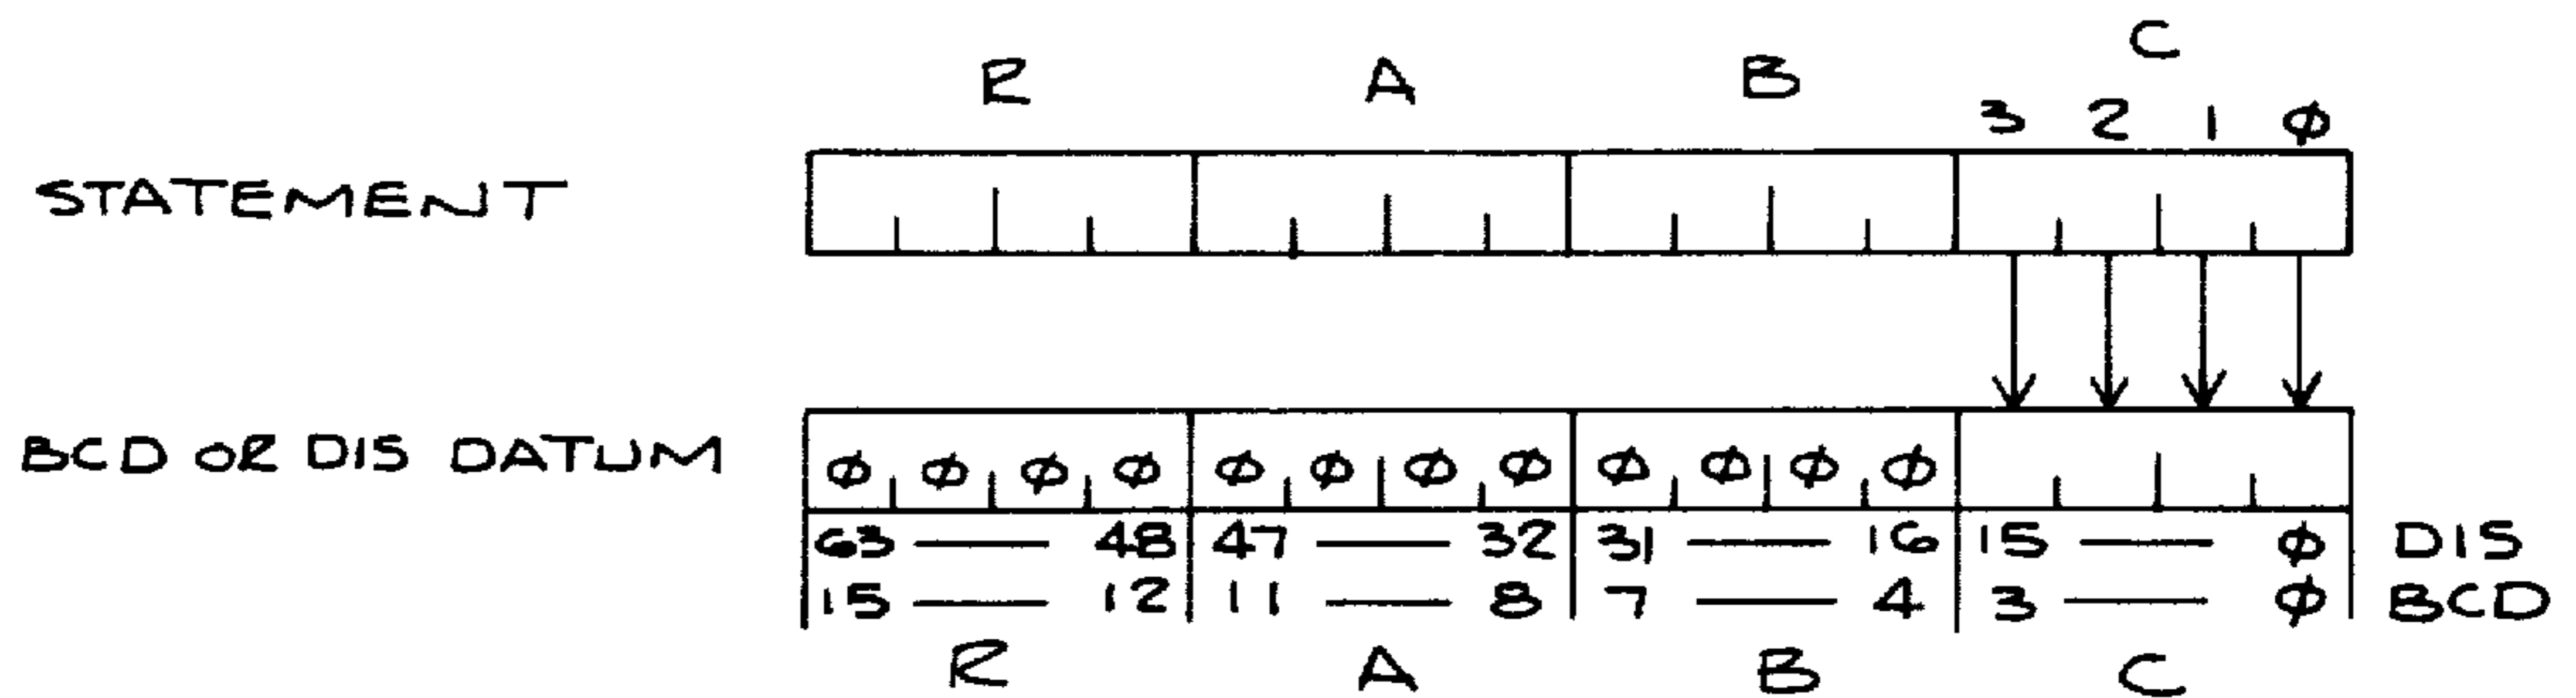 C
R A B
3 2 1 φ
STATEMENT
BCD OR DIS DATUM φ φ φ φ φ φ φ φ φ φ φ φ
63 — 48 47 — 32 31 — 16 15 — φ DIS
15 — 12 11 — 8 7 — 4 3 — φ BCD
R A B C